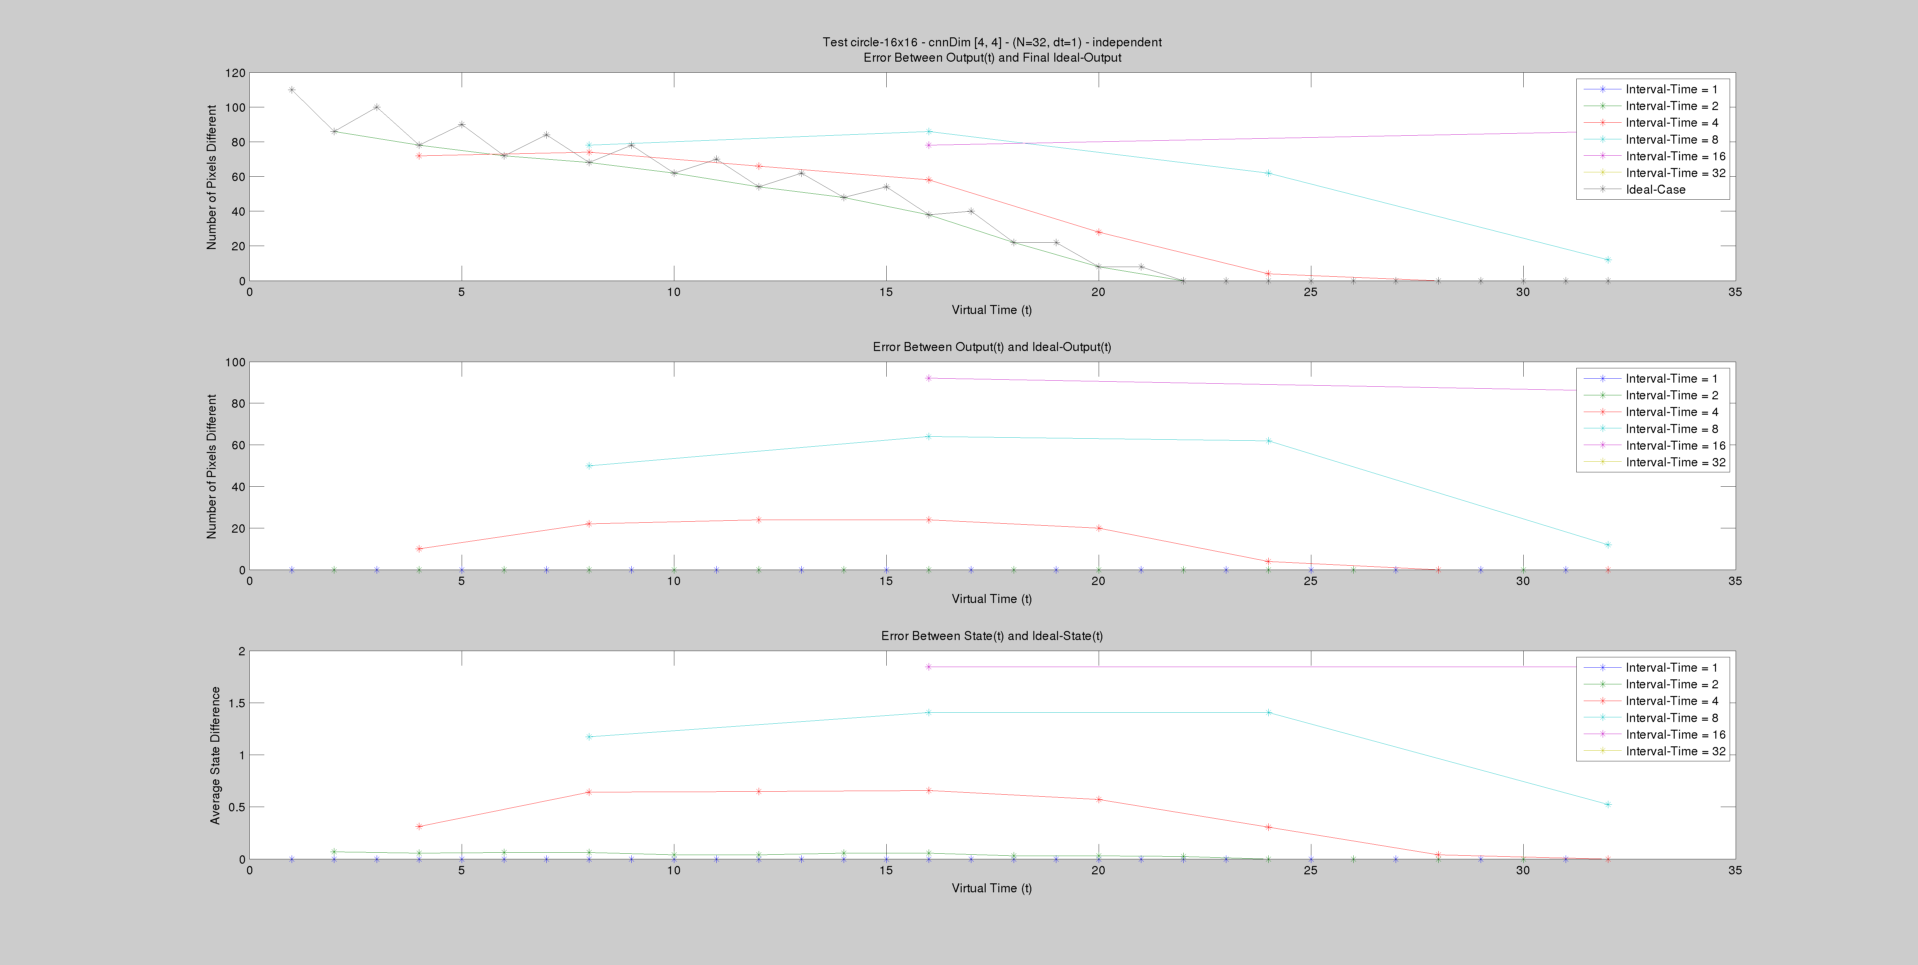 Test circle-16x16 - cnnDim [4, 4] - (N=32, dt=1) - independent
Error Between Output(t) and Final Ideal-Output
Number of Pixels Different
120
100
80
60
40
20
0
0 5 10 15 20 25 30 35
Virtual Time (t)
Interval-Time = 1
Interval-Time = 2
Interval-Time = 4
Interval-Time = 8
Interval-Time = 16
Interval-Time = 32
Ideal-Case
Error Between Output(t) and Ideal-Output(t)
Number of Pixels Different
100
80
60
40
20
0
0 5 10 15 20 25 30 35
Virtual Time (t)
Interval-Time = 1
Interval-Time = 2
Interval-Time = 4
Interval-Time = 8
Interval-Time = 16
Interval-Time = 32
Error Between State(t) and Ideal-State(t)
Average State Difference
2
1.5
1
0.5
0
0 5 10 15 20 25 30 35
Virtual Time (t)
Interval-Time = 1
Interval-Time = 2
Interval-Time = 4
Interval-Time = 8
Interval-Time = 16
Interval-Time = 32